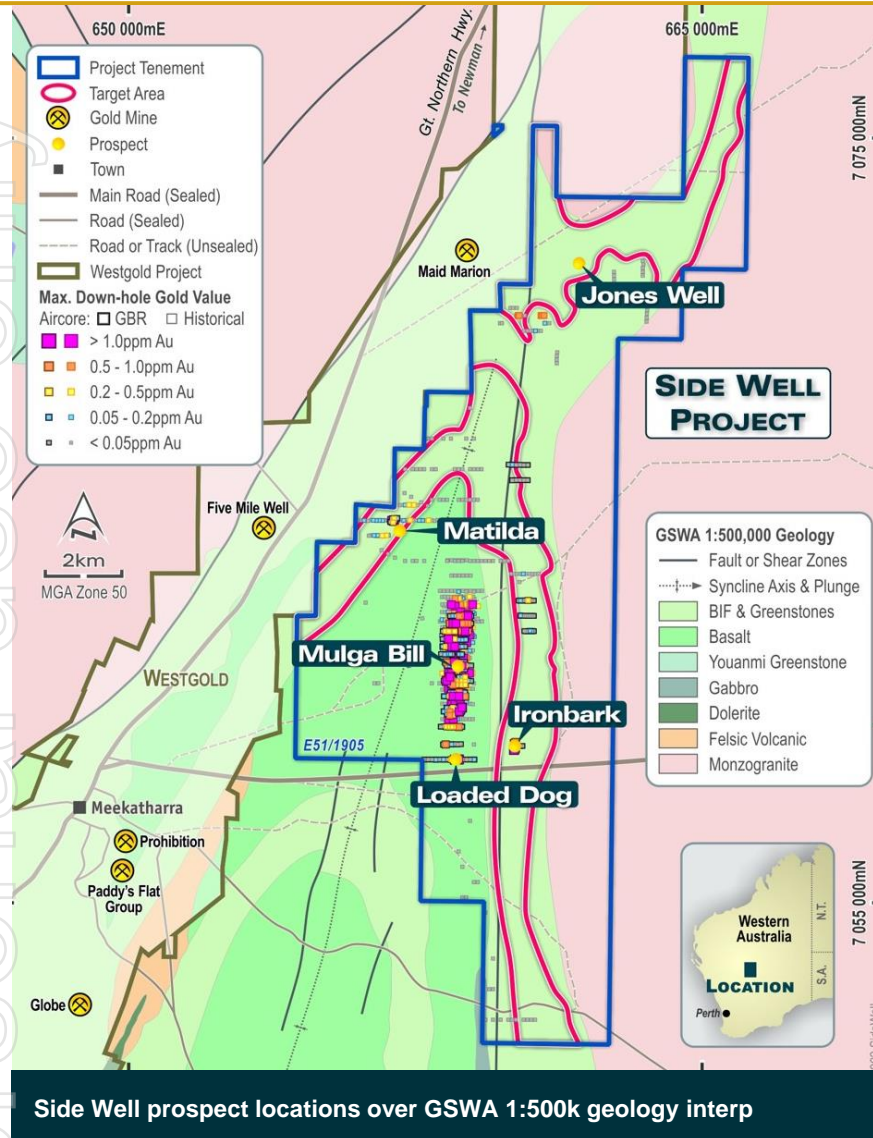 650 000mE
665 000mE
7 075 000mN
7 055 000mN
Project Tenement
Target Area
Gold Mine
Prospect
Town
Main Road (Sealed)
Road (Sealed)
Road or Track (Unsealed)
Westgold Project
Max. Down-hole Gold Value
Aircore: GBR Historical
> 1.0ppm Au
0.5 - 1.0ppm Au
0.2 - 0.5ppm Au
0.05 - 0.2ppm Au
< 0.05ppm Au
Gt. Northern Hwy.
To Newman
Maid Marion
Jones Well
SIDE WELL
PROJECT
Five Mile Well
2km
MGA Zone 50
Matilda
Mulga Bill
WESTGOLD
Ironbark
E51/1905
Loaded Dog
Meekatharra
Prohibition
Paddy's Flat
Group
Globe
GSWA 1:500,000 Geology
Fault or Shear Zones
Syncline Axis & Plunge
BIF & Greenstones
Basalt
Youanmi Greenstone
Gabbro
Dolerite
Felsic Volcanic
Monzogranite
Western
Australia
LOCATION
Perth
N.T.
S.A.
Side Well prospect locations over GSWA 1:500k geology interp